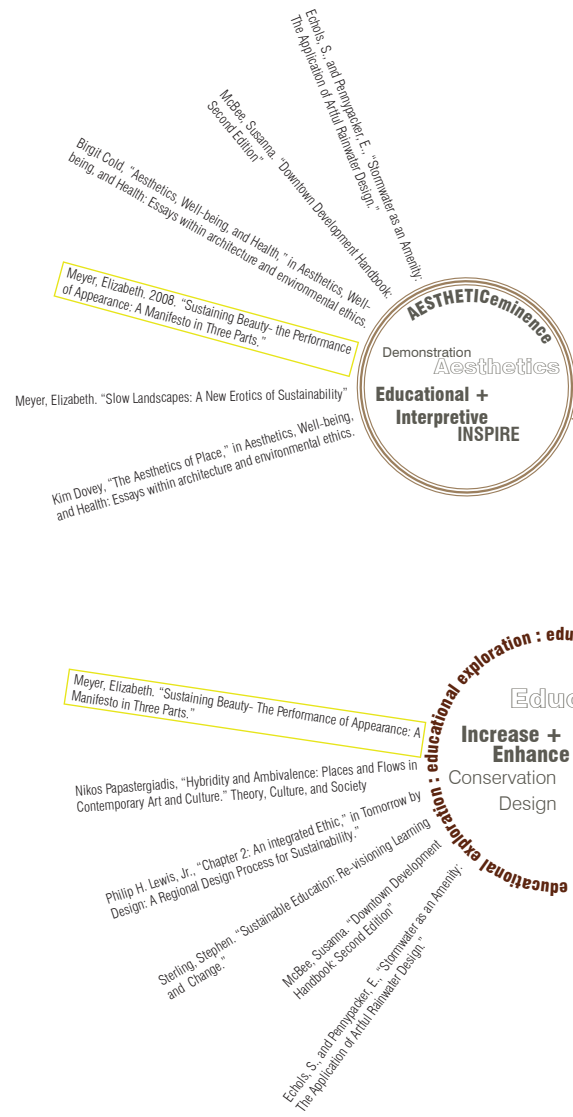 Echols, S., and Pennypacker, E., “Stormwater as an Amenity:
The Application of Artful Rainwater Design.”
McBee, Susanna. “Downtown Development Handbook:
Second Edition”
Birgit Cold, “Aesthetics, Well-being, and Health, ” in Aesthetics, Well-
being, and Health: Essays within architecture and environmental ethics.
Meyer, Elizabeth. 2008. “Sustaining Beauty- the Performance
of Appearance: A Manifesto in Three Parts.”
Meyer, Elizabeth. “Slow Landscapes: A New Erotics of Sustainability”
Kim Dovey, “The Aesthetics of Place,” in Aesthetics, Well-being,
and Health: Essays within architecture and environmental ethics.
AESTHETICeminence
Demonstration
Aesthetics
Educational +
Interpretive
INSPIRE
Meyer, Elizabeth. “Sustaining Beauty- The Performance of Appearance: A
Manifesto in Three Parts.”
Nikos Papastergiadis, “Hybridity and Ambivalence: Places and Flows in
Contemporary Art and Culture.” Theory, Culture, and Society
Philip H. Lewis, Jr., “Chapter 2: An integrated Ethic,” in Tomorrow by
Design: A Regional Design Process for Sustainability.”
Sterling, Stephen. “Sustainable Education: Re-visioning Learning
and Change.”
McBee, Susanna. “Downtown Development
Handbook: Second Edition”
Echols, S., and Pennypacker, E., “Stormwater as an Amenity:
The Application of Artful Rainwater Design.”
educational exploration : educational exploration : edu
Educ
Increase +
Enhance
Conservation
Design
educational